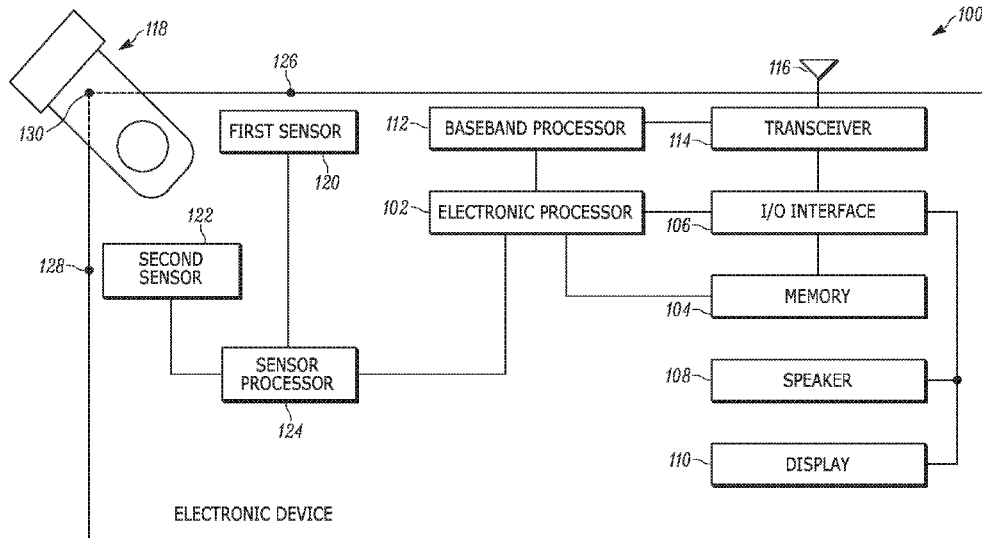 118
100
126
116
130
FIRST SENSOR
120
112
BASEBAND PROCESSOR
TRANSCEIVER
114
102
ELECTRONIC PROCESSOR
I/O INTERFACE
106
122
SECOND
SENSOR
128
MEMORY
104
SENSOR
PROCESSOR
124
108
SPEAKER
110
DISPLAY
ELECTRONIC DEVICE